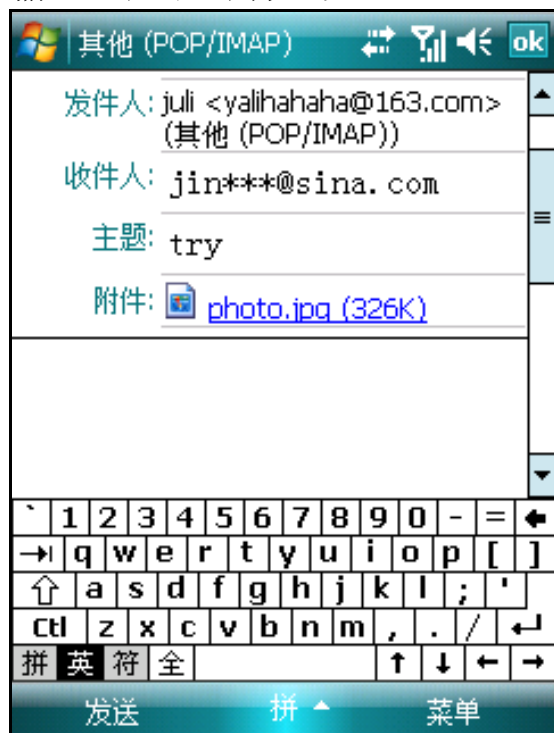 其他 (POP/IMAP) ok
发件人: juli <yalihahaha@163.com>
(其他 (POP/IMAP))
收件人: jin***@sina.com
主题: try
附件: photo.jpg (326K)
` 1 2 3 4 5 6 7 8 9 0 - =
q w e r t y u i o p [ ]
a s d f g h j k l ; '
Ctl z x c v b n m , . /
拼 英 符 全
发送 拼 菜单